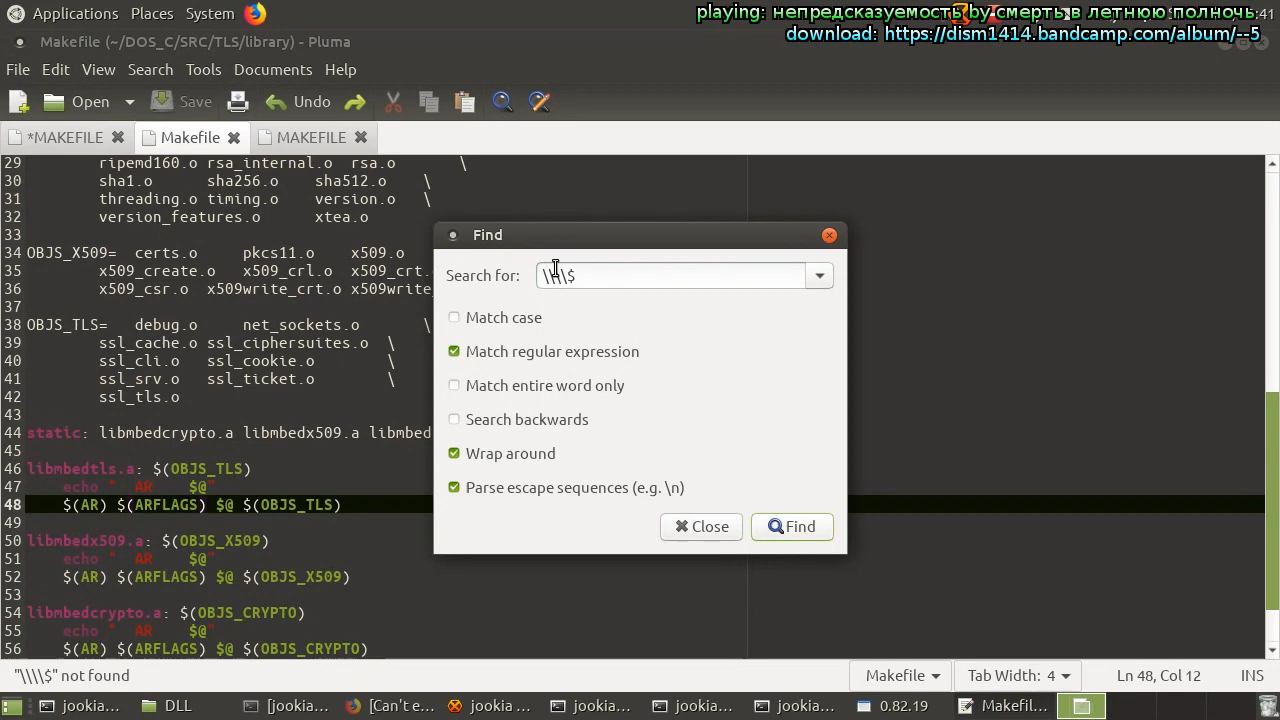 Applications Places System
:41
playing: непредсказуемость by смерть в летнюю полночь
download: https://dism1414.bandcamp.com/album/--5
Makefile (~/DOS_C/SRC/TLS/library) - Pluma
File Edit View Search Tools Documents Help
Open Save Undo
*MAKEFILE Makefile MAKEFILE
29 ripemd160.o rsa_internal.o rsa.o \
30 sha1.o sha256.o sha512.o \
31 threading.o timing.o version.o \
32 version_features.o xtea.o
33
34 OBJS_X509= certs.o pkcs11.o x509.o
35 x509_create.o x509_crl.o x509_crt.
36 x509_csr.o x509write_crt.o x509write_
37
38 OBJS_TLS= debug.o net_sockets.o \
39 ssl_cache.o ssl_ciphersuites.o \
40 ssl_cli.o ssl_cookie.o \
41 ssl_srv.o ssl_ticket.o \
42 ssl_tls.o
43
44 static: libmbedcrypto.a libmbedx509.a libmbed
45
46 libmbedtls.a: $(OBJS_TLS)
47 echo " AR $@"
48 $(AR) $(ARFLAGS) $@ $(OBJS_TLS)
49
50 libmbedx509.a: $(OBJS_X509)
51 echo " AR $@"
52 $(AR) $(ARFLAGS) $@ $(OBJS_X509)
53
54 libmbedcrypto.a: $(OBJS_CRYPTO)
55 echo " AR $@"
56 $(AR) $(ARFLAGS) $@ $(OBJS_CRYPTO)
Find
Search for: \\\\$
Match case
Match regular expression
Match entire word only
Search backwards
Wrap around
Parse escape sequences (e.g. \n)
Close Find
"\\\\$" not found
Makefile Tab Width: 4 Ln 48, Col 12 INS
jookia... DLL [jookia... [Can't e... jookia ... jookia... jookia... jookia... 0.82.19 Makefil...